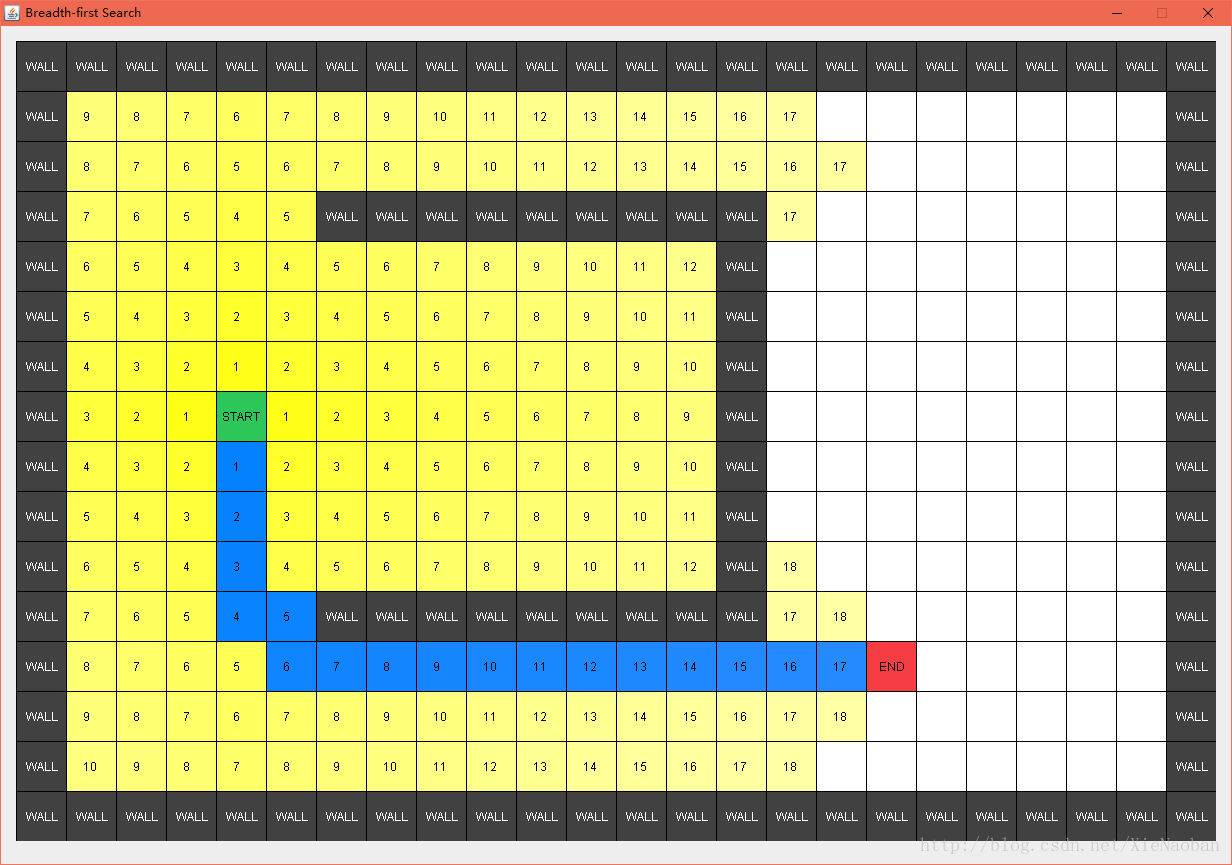 Breadth-first Search
WALL WALL WALL WALL WALL WALL WALL WALL WALL WALL WALL WALL WALL WALL WALL WALL WALL WALL WALL WALL WALL WALL WALL WALL
WALL 9 8 7 6 7 8 9 10 11 12 13 14 15 16 17 WALL
WALL 8 7 6 5 6 7 8 9 10 11 12 13 14 15 16 17 WALL
WALL 7 6 5 4 5 WALL WALL WALL WALL WALL WALL WALL WALL WALL 17 WALL
WALL 6 5 4 3 4 5 6 7 8 9 10 11 12 WALL WALL
WALL 5 4 3 2 3 4 5 6 7 8 9 10 11 WALL WALL
WALL 4 3 2 1 2 3 4 5 6 7 8 9 10 WALL WALL
WALL 3 2 1 START 1 2 3 4 5 6 7 8 9 WALL WALL
WALL 4 3 2 1 2 3 4 5 6 7 8 9 10 WALL WALL
WALL 5 4 3 2 3 4 5 6 7 8 9 10 11 WALL WALL
WALL 6 5 4 3 4 5 6 7 8 9 10 11 12 WALL 18 WALL
WALL 7 6 5 4 5 WALL WALL WALL WALL WALL WALL WALL WALL WALL 17 18 WALL
WALL 8 7 6 5 6 7 8 9 10 11 12 13 14 15 16 17 END WALL
WALL 9 8 7 6 7 8 9 10 11 12 13 14 15 16 17 18 WALL
WALL 10 9 8 7 8 9 10 11 12 13 14 15 16 17 18 WALL
WALL WALL WALL WALL WALL WALL WALL WALL WALL WALL WALL WALL WALL WALL WALL WALL WALL WALL WALL WALL WALL WALL WALL WALL
http://blog.csdn.net/XieNaoban